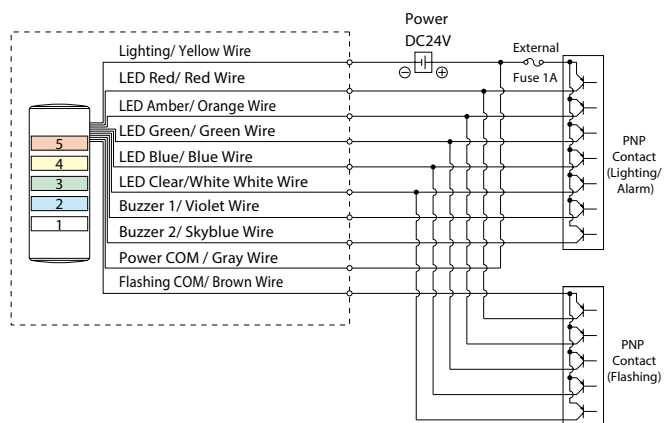 Power
DC24V
External
Fuse 1A
Lighting/ Yellow Wire
LED Red/ Red Wire
LED Amber/ Orange Wire
LED Green/ Green Wire
LED Blue/ Blue Wire
LED Clear/White White Wire
Buzzer 1/ Violet Wire
Buzzer 2/ Skyblue Wire
Power COM / Gray Wire
Flashing COM/ Brown Wire
5
4
3
2
1
PNP
Contact
(Lighting/
Alarm)
PNP
Contact
(Flashing)